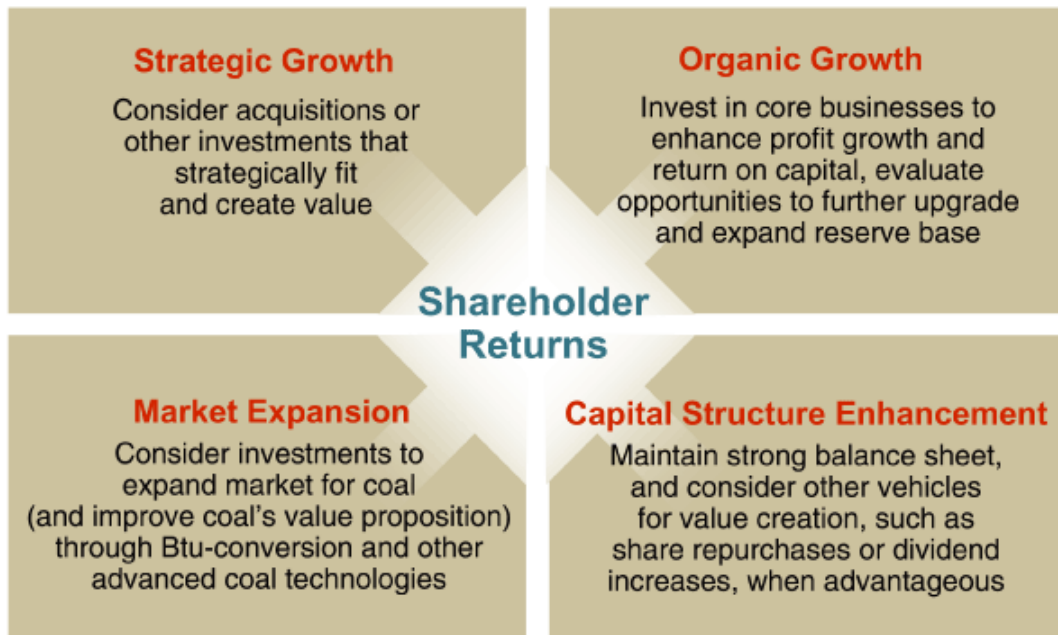 Strategic Growth
Consider acquisitions or
other investments that
strategically fit
and create value
Organic Growth
Invest in core businesses to
enhance profit growth and
return on capital, evaluate
opportunities to further upgrade
and expand reserve base
Shareholder
Returns
Market Expansion
Consider investments to
expand market for coal
(and improve coal's value proposition)
through Btu-conversion and other
advanced coal technologies
Capital Structure Enhancement
Maintain strong balance sheet,
and consider other vehicles
for value creation, such as
share repurchases or dividend
increases, when advantageous